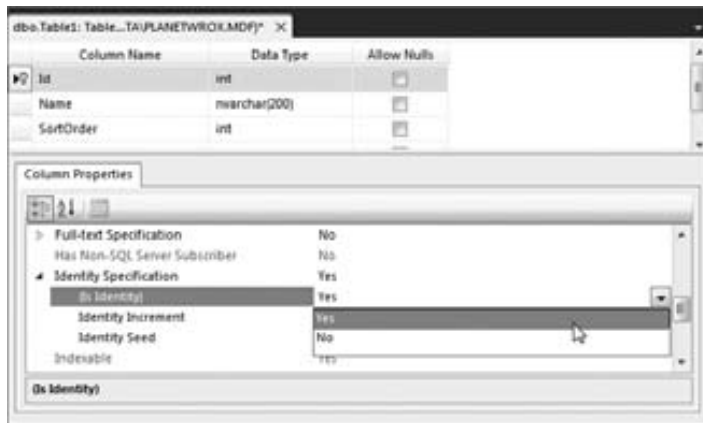 dbo.Table1: Table...TA\PLANETWROX.MDF)* ×
Column Name Data Type Allow Nulls
Id int
Name nvarchar(200)
SortOrder int
Column Properties
Full-text Specification No
Has Non-SQL Server Subscriber No
Identity Specification Yes
(Is Identity) Yes
Identity Increment Yes
Identity Seed No
Indexable Yes
(Is Identity)